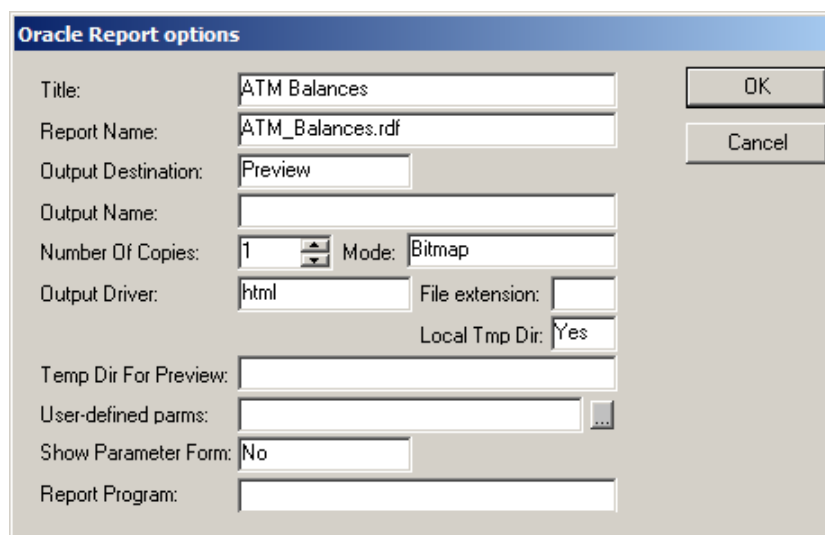 Oracle Report options
Title: ATM Balances OK
Report Name: ATM_Balances.rdf
Cancel
Output Destination: Preview
Output Name:
Number Of Copies: 1 Mode: Bitmap
Output Driver: html File extension:
Local Tmp Dir: Yes
Temp Dir For Preview:
User-defined parms: ...
Show Parameter Form: No
Report Program: